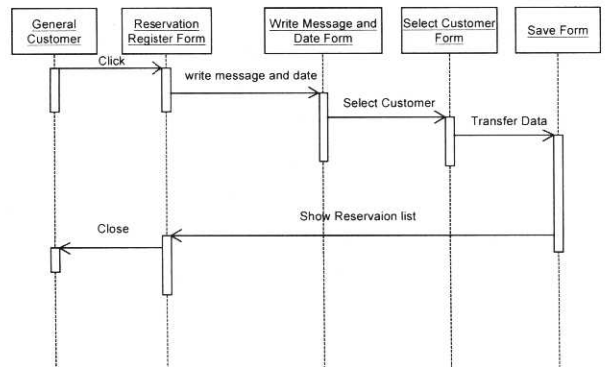 General
Customer
Reservation
Register Form
Write Message and
Date Form
Select Customer
Form
Save Form
Click
write message and date
Select Customer
Transfer Data
Show Reservaion list
Close